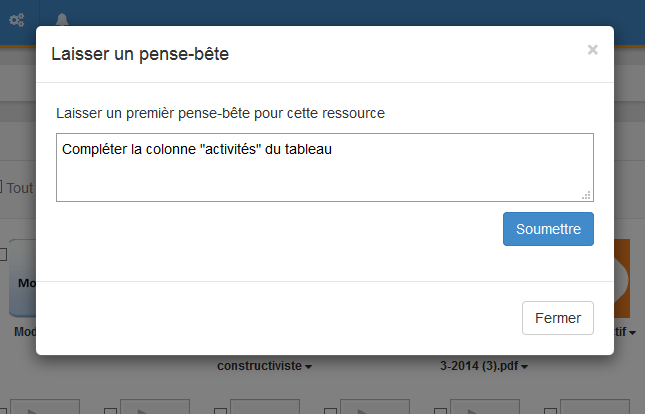 Laisser un pense-bête
×
Laisser un premièr pense-bête pour cette ressource
Compléter la colonne "activités" du tableau
Soumettre
Tout
Mo
Fermer
Mod
tif
constructiviste
3-2014 (3).pdf